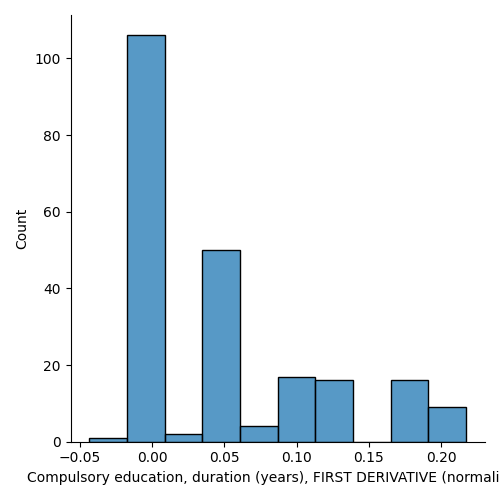 100
80
60
40
20
0
Count
−0.05 0.00 0.05 0.10 0.15 0.20
Compulsory education, duration (years), FIRST DERIVATIVE (normali